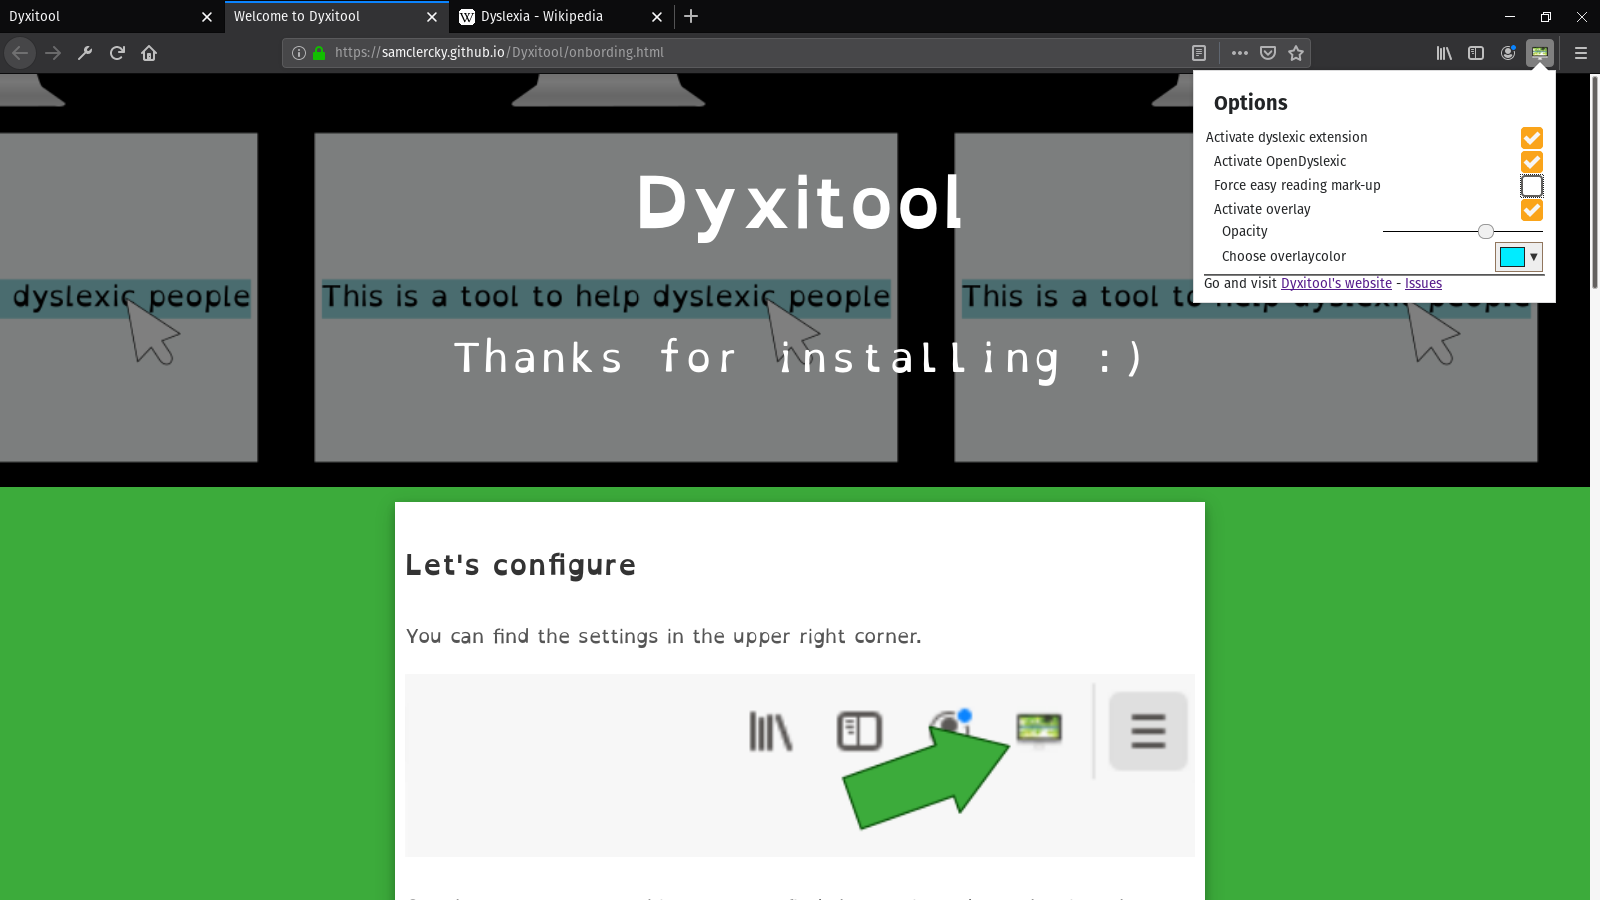 Dyxitool
Welcome to Dyxitool
W Dyslexia - Wikipedia
https://samclercky.github.io/Dyxitool/onbording.html
Options
Activate dyslexic extension
Activate OpenDyslexic
Force easy reading mark-up
Activate overlay
Opacity
Choose overlaycolor
Go and visit Dyxitool's website - Issues
Dyxitool
dyslexic people
This is a tool to help dyslexic people
This is a tool to help dyslexic people
Thanks for installing :)
Let's configure
You can find the settings in the upper right corner.